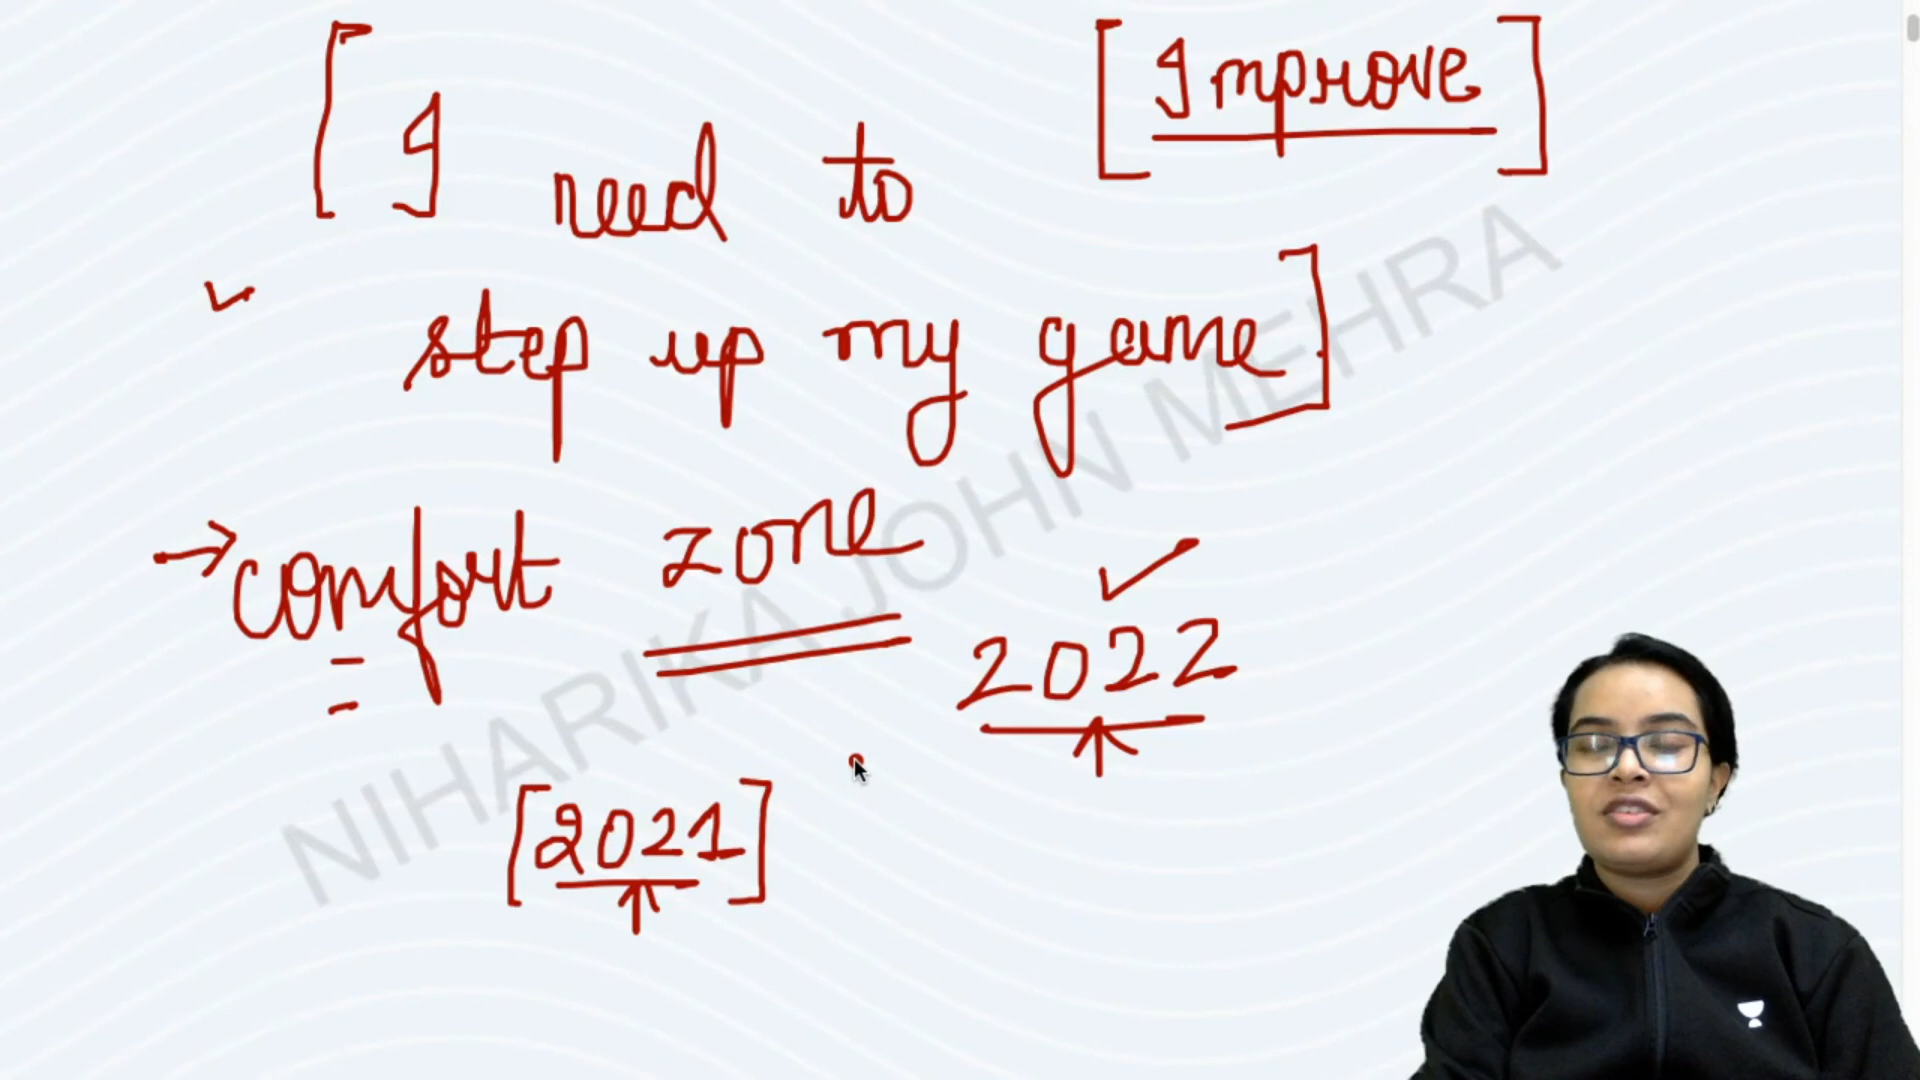 [Improve]
[I need to
step up my game]
→ comfort zone
2022
[2021]
NIHARIKA JOHN MEHRA